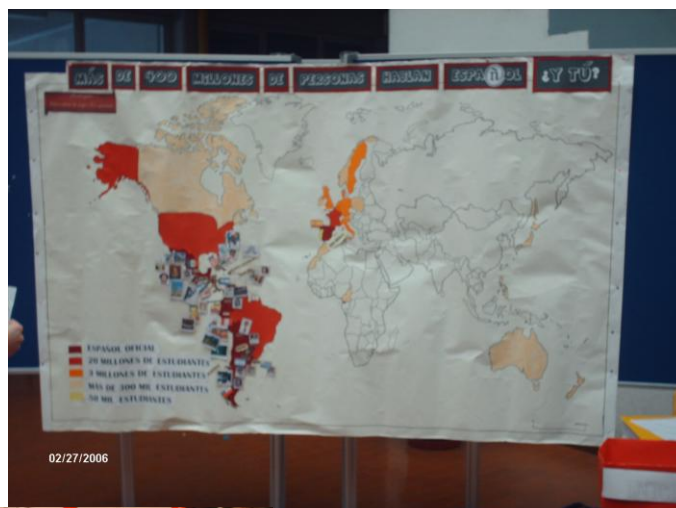 MÁS DE 400 MILLONES DE PERSONAS HABLAN ESPAÑOL ¿Y TÚ?
ESPAÑOL OFICIAL
20 MILLONES DE ESTUDIANTES
3 MILLONES DE ESTUDIANTES
MÁS DE 300 MIL ESTUDIANTES
50 MIL ESTUDIANTES
02/27/2006